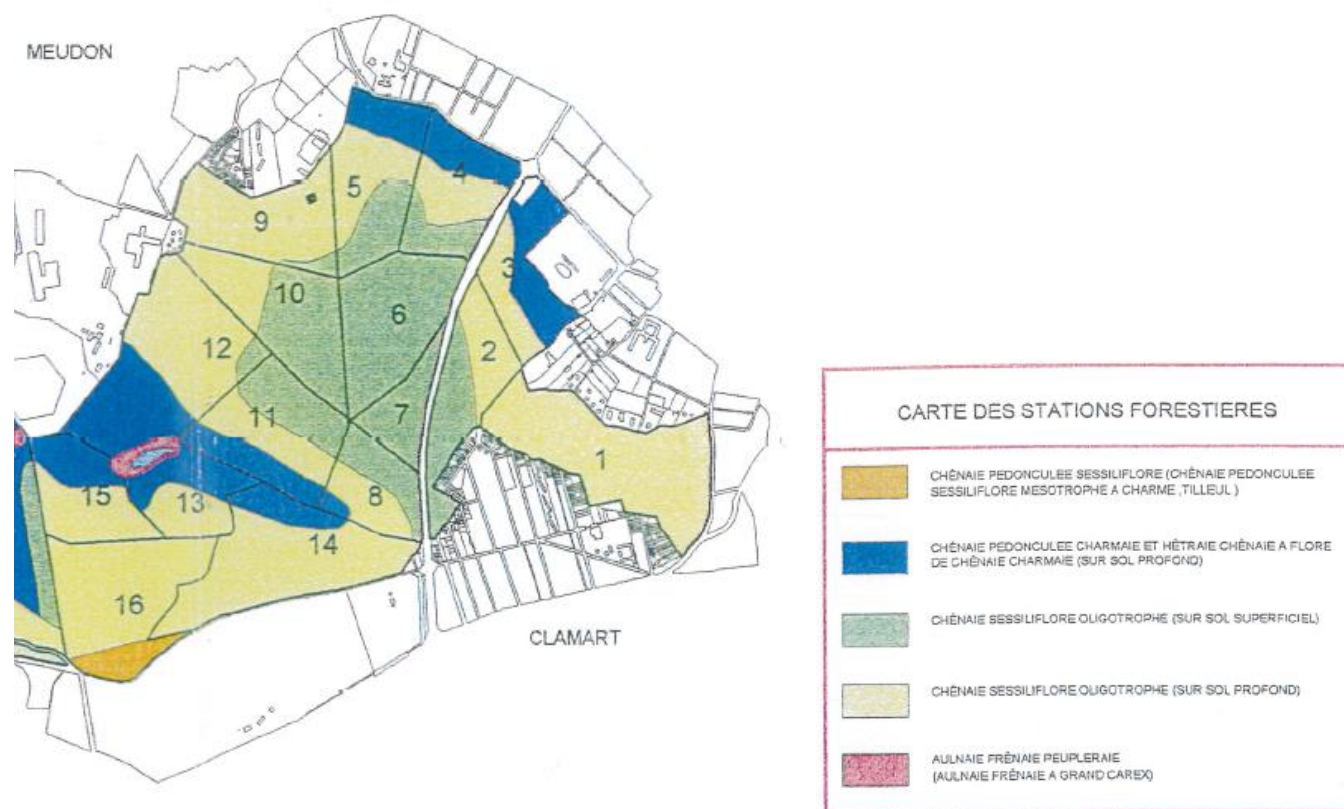 MEUDON
5
4
9
3
10
6
12
2
11
7
1
15
13
8
14
16
CLAMART
CARTE DES STATIONS FORESTIERES
CHÊNAIE PEDONCULEE SESSILIFLORE (CHÊNAIE PEDONCULEE
SESSILIFLORE MESOTROPHE A CHARME ,TILLEUL )
CHÊNAIE PEDONCULEE CHARMAIE ET HÊTRAIE CHÊNAIE A FLORE
DE CHÊNAIE CHARMAIE (SUR SOL PROFOND)
CHÊNAIE SESSILIFLORE OLIGOTROPHE (SUR SOL SUPERFICIEL)
CHÊNAIE SESSILIFLORE OLIGOTROPHE (SUR SOL PROFOND)
AULNAIE FRÊNAIE PEUPLERAIE
(AULNAIE FRÊNAIE A GRAND CAREX)